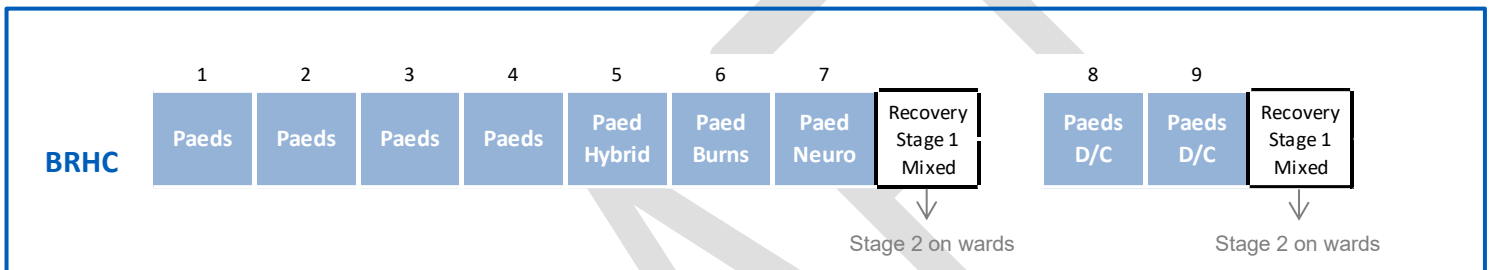 1 2 3 4 5 6 7 8 9
BRHC
Paeds
Paeds
Paeds
Paeds
Paed
Hybrid
Paed
Burns
Paed
Neuro
Recovery
Stage 1
Mixed
Paeds
D/C
Paeds
D/C
Recovery
Stage 1
Mixed
Stage 2 on wards
Stage 2 on wards